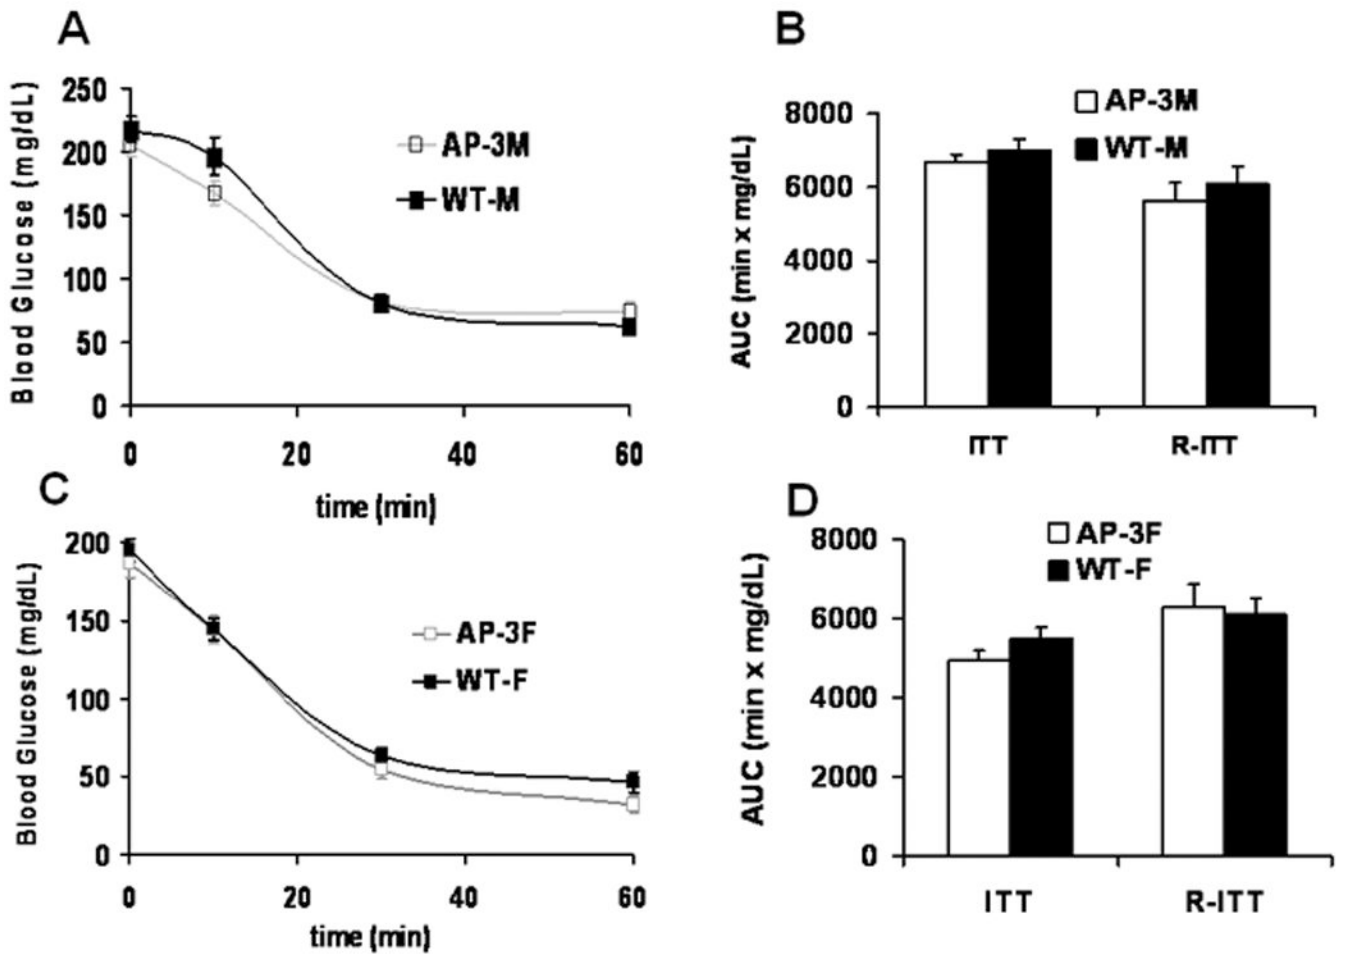 A
Blood Glucose (mg/dL)
250
200
150
100
50
0
0 20 40 60
time (min)
AP-3M
WT-M
B
AUC (min x mg/dL)
8000
6000
4000
2000
0
ITT R-ITT
AP-3M
WT-M
C
Blood Glucose (mg/dL)
200
150
100
50
0
0 20 40 60
time (min)
AP-3F
WT-F
D
AUC (min x mg/dL)
8000
6000
4000
2000
0
ITT R-ITT
AP-3F
WT-F